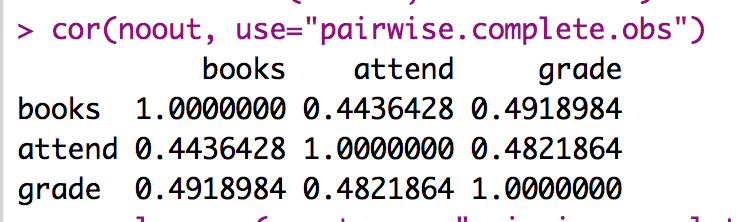 > cor(noout, use="pairwise.complete.obs")
books attend grade
books 1.0000000 0.4436428 0.4918984
attend 0.4436428 1.0000000 0.4821864
grade 0.4918984 0.4821864 1.0000000